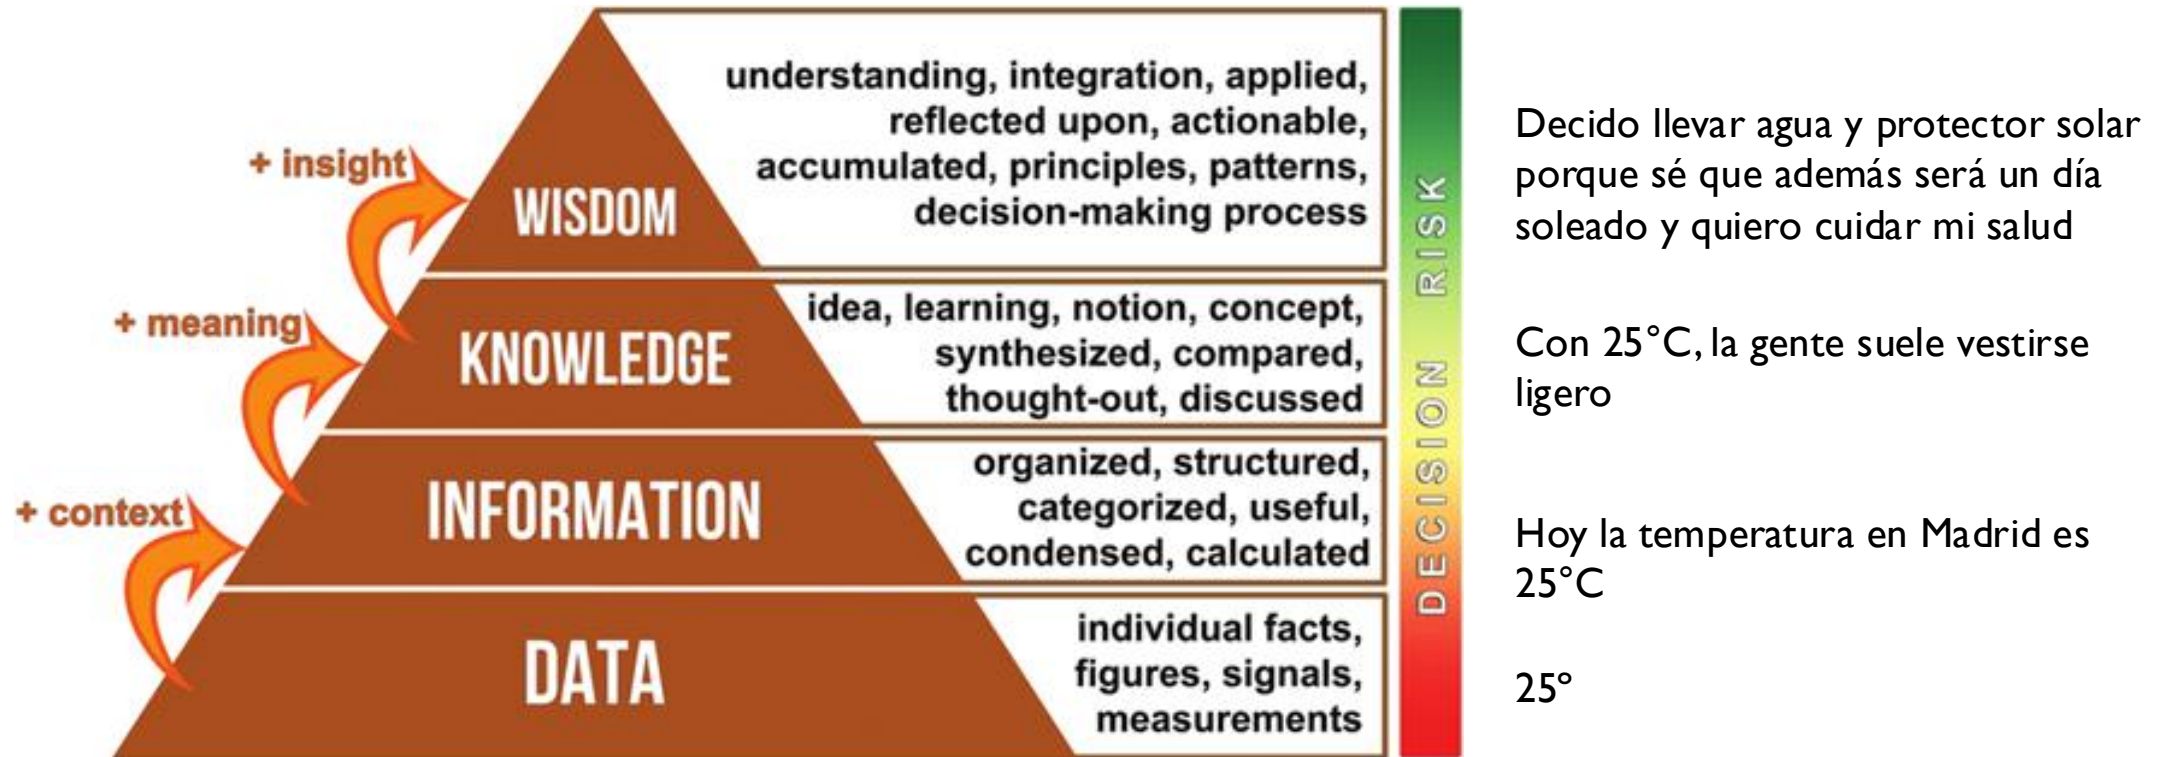 understanding, integration, applied,
reflected upon, actionable,
accumulated, principles, patterns,
decision-making process
+ insight
WISDOM
Decido llevar agua y protector solar
porque sé que además será un día
soleado y quiero cuidar mi salud
idea, learning, notion, concept,
synthesized, compared,
thought-out, discussed
+ meaning
KNOWLEDGE
Con 25°C, la gente suele vestirse
ligero
organized, structured,
categorized, useful,
condensed, calculated
+ context
INFORMATION
Hoy la temperatura en Madrid es
25°C
individual facts,
figures, signals,
measurements
DATA
25º
DECISION RISK